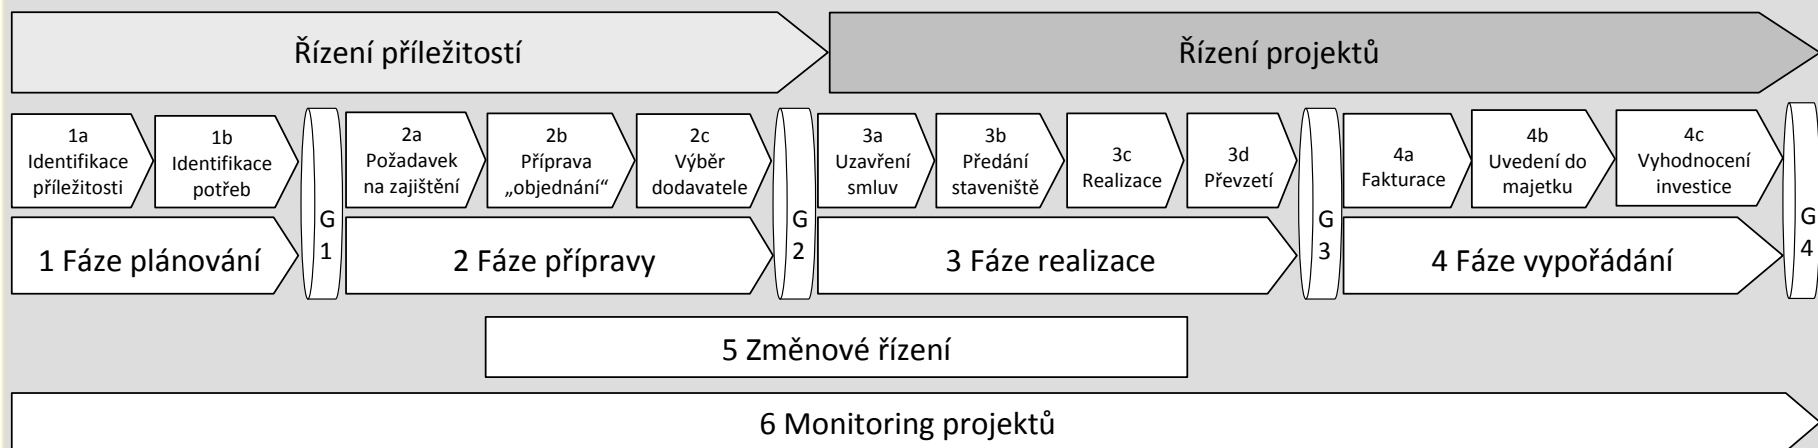 Řízení příležitostí
Řízení projektů
1a
Identifikace
příležitosti
1b
Identifikace
potřeb
G
1
2a
Požadavek
na zajištění
2b
Příprava
„objednání“
2c
Výběr
dodavatele
G
2
3a
Uzavření
smluv
3b
Předání
staveniště
3c
Realizace
3d
Převzetí
G
3
4a
Fakturace
4b
Uvedení do
majetku
4c
Vyhodnocení
investice
G
4
1 Fáze plánování
2 Fáze přípravy
3 Fáze realizace
4 Fáze vypořádání
5 Změnové řízení
6 Monitoring projektů